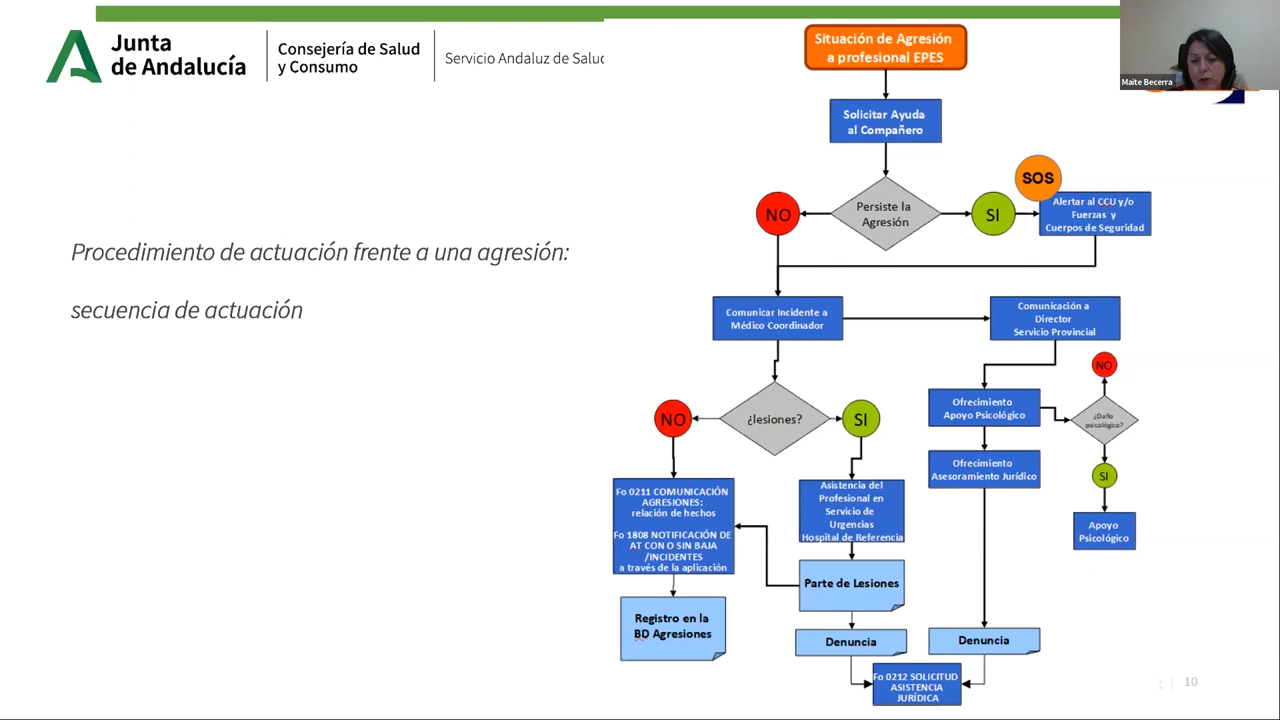 Junta
de Andalucía
Consejería de Salud
y Consumo
Servicio Andaluz de Saluc
Maite Becerra
Procedimiento de actuación frente a una agresión:
secuencia de actuación
Situación de Agresión
a profesional EPES
Solicitar Ayuda
al Compañero
Persiste la
Agresión
NO
SI
SOS
Alertar al CCU y/o
Fuerzas y
Cuerpos de Seguridad
Comunicar Incidente a
Médico Coordinador
Comunicación a
Director
Servicio Provincial
¿lesiones?
NO
SI
Ofrecimiento
Apoyo Psicológico
¿Daño
psicológico?
NO
SI
Apoyo
Psicológico
Ofrecimiento
Asesoramiento Jurídico
Fo 0211 COMUNICACIÓN
AGRESIONES:
relación de hechos
Fo 1808 NOTIFICACIÓN DE
AT CON O SIN BAJA
/INCIDENTES
a través de la aplicación
Asistencia del
Profesional en
Servicio de
Urgencias
Hospital de Referencia
Parte de Lesiones
Registro en la
BD Agresiones
Denuncia
Denuncia
Fo 0212 SOLICITUD
ASISTENCIA
JURÍDICA
10